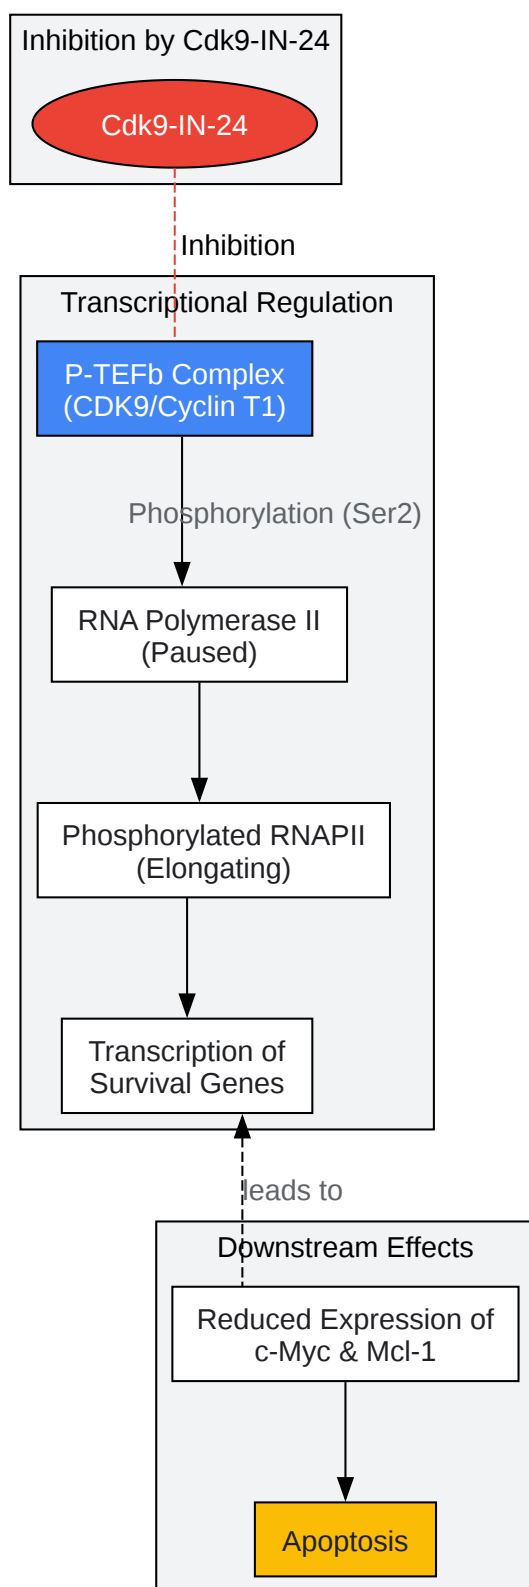 Inhibition by Cdk9-IN-24
Cdk9-IN-24
Inhibition
Transcriptional Regulation
P-TEFb Complex
(CDK9/Cyclin T1)
Phosphorylation (Ser2)
RNA Polymerase II
(Paused)
Phosphorylated RNAPII
(Elongating)
Transcription of
Survival Genes
leads to
Downstream Effects
Reduced Expression of
c-Myc & Mcl-1
Apoptosis